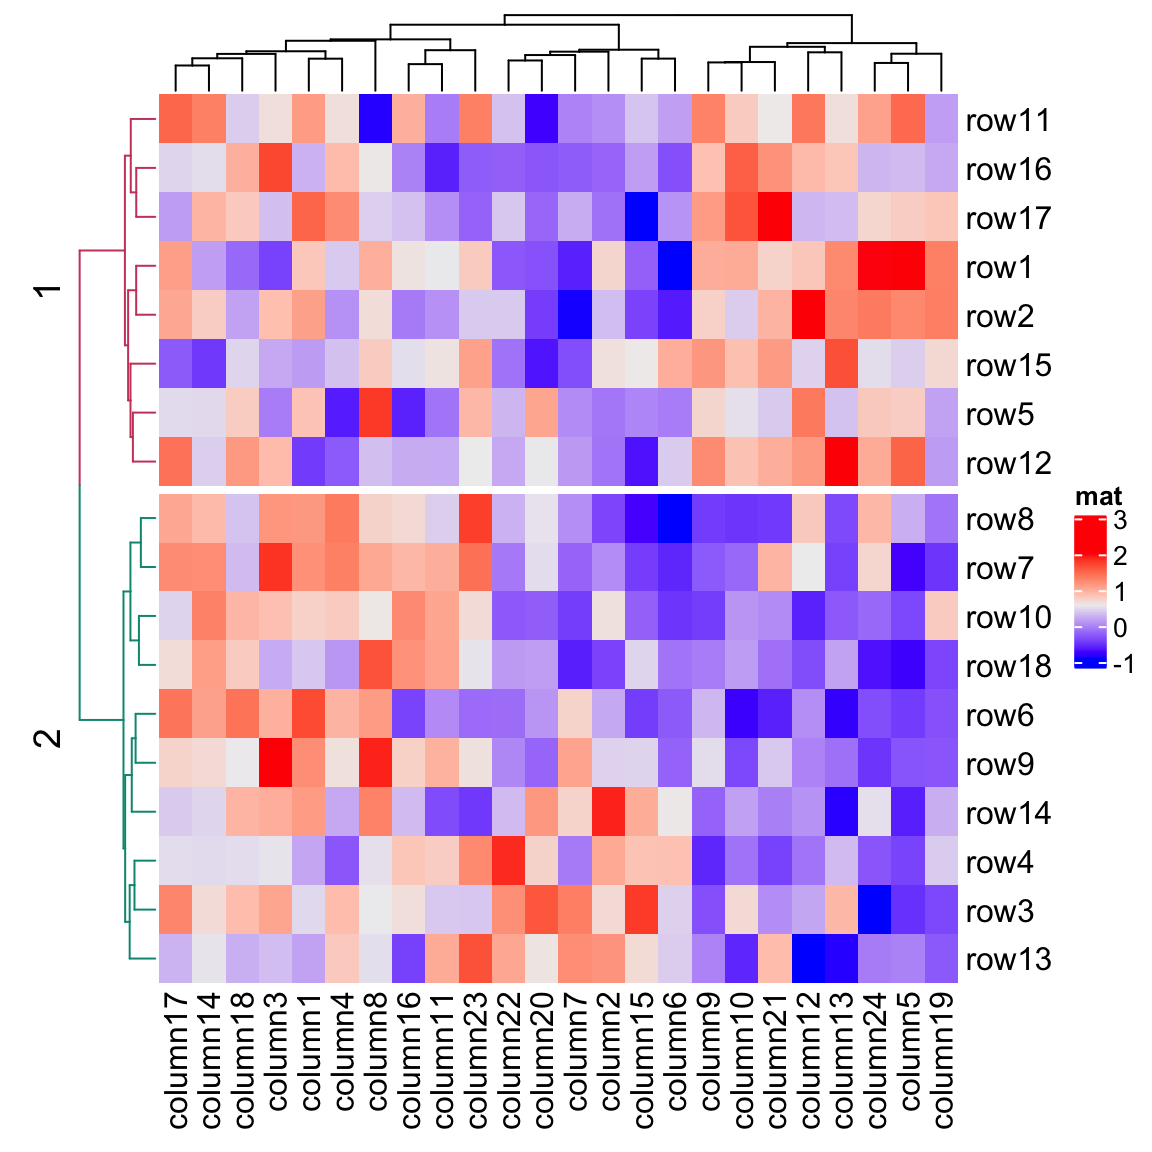 1
row11
row16
row17
row1
row2
row15
row5
row12
2
row8
row7
row10
row18
row6
row9
row14
row4
row3
row13
mat
3
2
1
0
-1
column17
column14
column18
column3
column1
column4
column8
column16
column11
column23
column22
column20
column7
column2
column15
column6
column9
column10
column21
column12
column13
column24
column5
column19